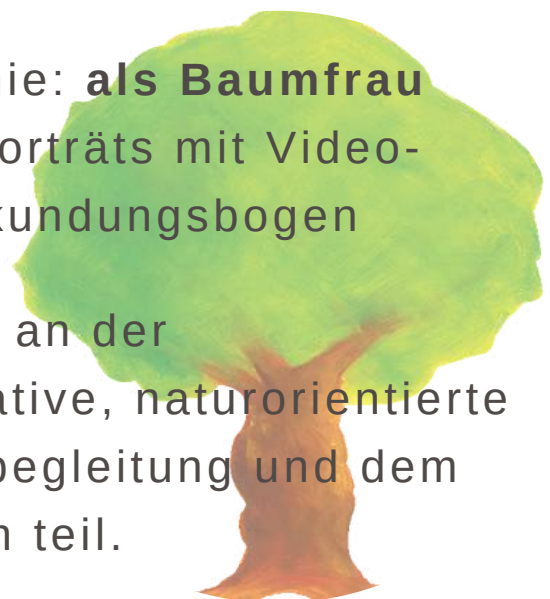 ie: als Baumfrau
orträts mit Video-
kundungsbogen
an der
ative, naturorientierte
begleitung und dem
n teil.